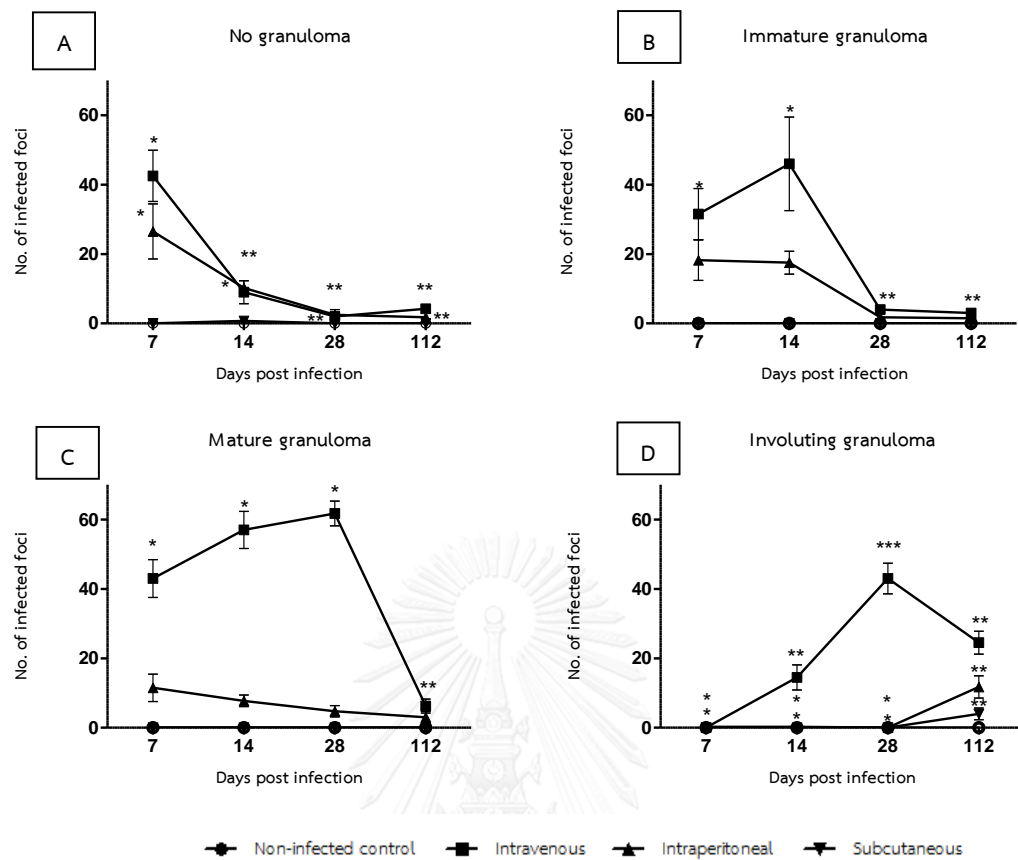 A
No granuloma
No. of infected foci
60
40
20
0
*
*
*
**
**
**
**
**
7 14 28 112
Days post infection
B
Immature granuloma
No. of infected foci
60
40
20
0
*
*
**
**
7 14 28 112
Days post infection
C
Mature granuloma
No. of infected foci
60
40
20
0
*
*
*
**
7 14 28 112
Days post infection
D
Involuting granuloma
No. of infected foci
60
40
20
0
*
*
**
*
*
***
*
*
**
**
**
7 14 28 112
Days post infection
Non-infected control Intravenous Intraperitoneal Subcutaneous